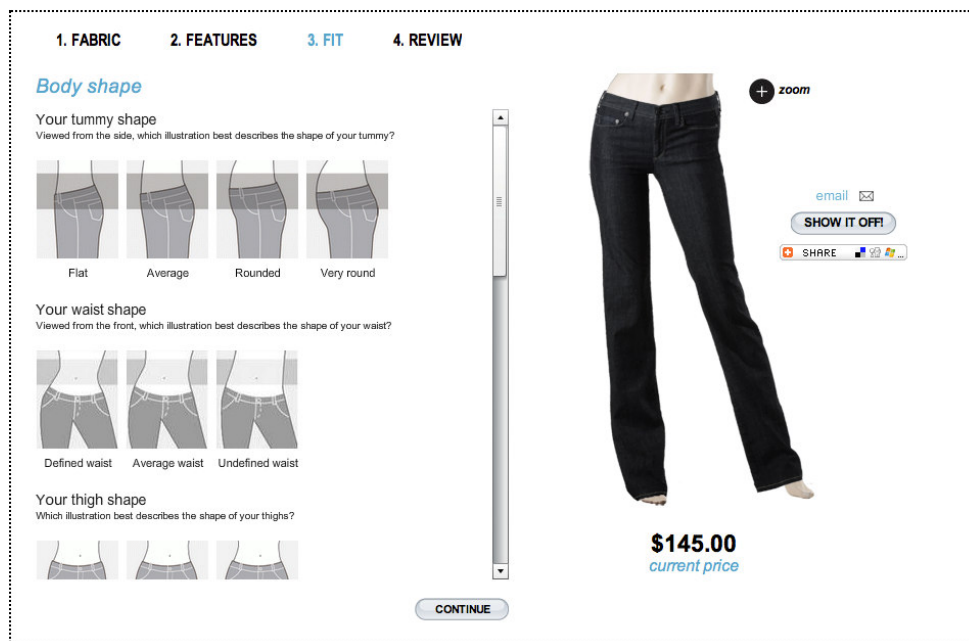 1. FABRIC 2. FEATURES 3. FIT 4. REVIEW
Body shape
Your tummy shape
Viewed from the side, which illustration best describes the shape of your tummy?
Flat Average Rounded Very round
Your waist shape
Viewed from the front, which illustration best describes the shape of your waist?
Defined waist Average waist Undefined waist
Your thigh shape
Which illustration best describes the shape of your thighs?
CONTINUE
zoom
email
SHOW IT OFF!
SHARE ...
$145.00
current price